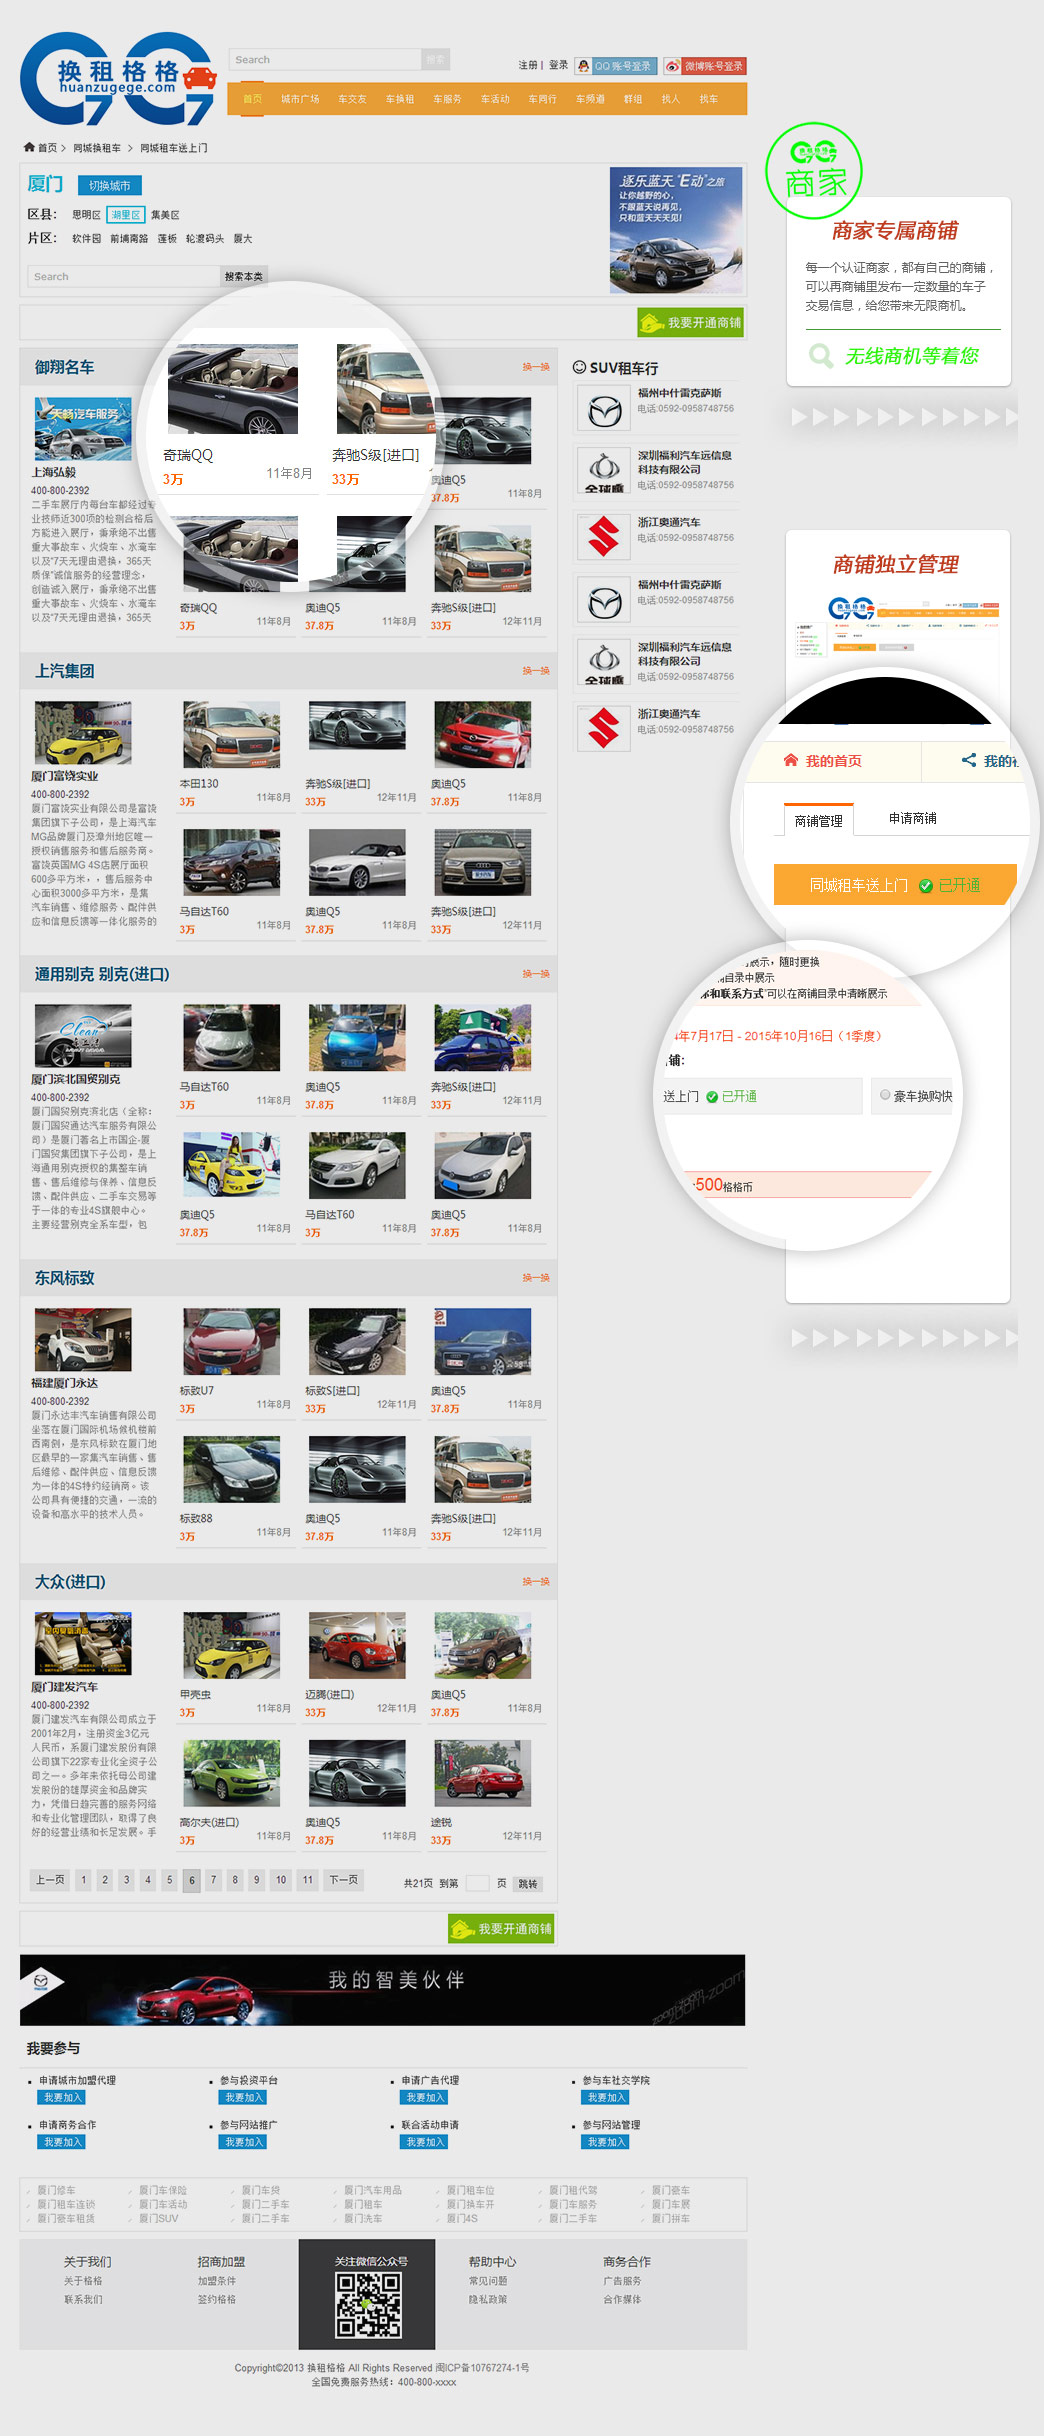 换租格格
huanzugege.com
Search
搜索
注册 | 登录
QQ账号登录
微博账号登录
首页 城市广场 车交友 车换租 车服务 车活动 车同行 车频道 群组 找人 找车
首页 > 同城换租车 > 同城租车送上门
厦门 切换城市
区县： 思明区 湖里区 集美区
片区： 软件园 前埔南路 莲板 轮渡码头 厦大
Search 搜索本类
逐乐蓝天 "E动"之旅
让你越野的心，
不跟蓝天说再见，
只和蓝天天天见!
我要开通商铺
换租格格
商家
商家专属商铺
每一个认证商家，都有自己的商铺，
可以再商铺里发布一定数量的车子
交易信息，给您带来无限商机。
无线商机等着您
御翔名车 换一换
天畅汽车服务
上海弘毅
400-800-2392
二手车展厅内每台车都经过专
业技师近300项的检测合格后
方能进入展厅，秉承绝不出售
重大事故车、火烧车、水淹车
以及"7天无理由退换，365天
质保"诚信服务的经营理念，
创造诚入展厅，秉承绝不出售
重大事故车、火烧车、水淹车
以及"7天无理由退换，365天
奇瑞QQ
3万 11年8月
奔驰S级[进口]
33万
奥迪Q5
37.8万 11年8月
奇瑞QQ
3万 11年8月
奥迪Q5
37.8万 11年8月
奔驰S级[进口]
33万 12年11月
SUV租车行
福州中什雷克萨斯
电话:0592-0958748756
深圳福利汽车远信息
科技有限公司
电话:0592-0958748756
全球鹰
浙江奥通汽车
电话:0592-0958748756
福州中什雷克萨斯
电话:0592-0958748756
深圳福利汽车远信息
科技有限公司
电话:0592-0958748756
全球鹰
浙江奥通汽车
电话:0592-0958748756
商铺独立管理
换租格格
我的首页
我的
商铺管理 申请商铺
同城租车送上门 已开通
展示，随时更换
铺目录中展示
和联系方式"可以在商铺目录中清晰展示
年7月17日 - 2015年10月16日（1季度）
铺：
送上门 已开通 豪车换购快
500格格币
上汽集团 换一换
厦门富饶实业
400-800-2392
厦门富饶实业有限公司是富饶
集团旗下子公司，是上海汽车
MG品牌厦门及漳州地区唯一
授权销售服务和售后服务商。
富饶英国MG 4S店展厅面积
600多平方米，，售后服务中
心面积3000多平方米，是集
汽车销售、维修服务、配件供
应和信息反馈等一体化服务的
本田130
3万 11年8月
奔驰S级[进口]
33万 12年11月
奥迪Q5
37.8万 11年8月
马自达T60
3万 11年8月
奥迪Q5
37.8万 11年8月
奔驰S级[进口]
33万 12年11月
通用别克 别克(进口) 换一换
Clean
厦门滨北国贸别克
400-800-2392
厦门国贸别克滨北店（全称：
厦门国贸通达汽车服务有限公
司）是厦门著名上市国企-厦
门国贸集团旗下子公司，是上
海通用别克授权的集整车销
售、售后维修与保养、信息反
馈、配件供应、二手车交易等
于一体的专业4S旗舰中心。
主要经营别克全系车型，包
马自达T60
3万 11年8月
奥迪Q5
37.8万 11年8月
奔驰S级[进口]
33万 12年11月
奥迪Q5
37.8万 11年8月
马自达T60
3万 11年8月
奔驰S级[进口]
33万 12年11月
东风标致 换一换
福建厦门永达
400-800-2392
厦门永达丰汽车销售有限公司
坐落在厦门国际机场候机楼前
西南侧，是东风标致在厦门地
区最早的一家集汽车销售、售
后维修、配件供应、信息反馈
为一体的4S特约经销商。该
公司具有便捷的交通，一流的
设备和高水平的技术人员。
标致U7
3万 11年8月
标致S[进口]
33万 12年11月
奥迪Q5
37.8万 11年8月
标致88
3万 11年8月
奥迪Q5
37.8万 11年8月
奔驰S级[进口]
33万 12年11月
大众(进口) 换一换
室内臭氧消毒
厦门建发汽车
400-800-2392
厦门建发汽车有限公司成立于
2001年2月，注册资金3亿元
人民币，系厦门建发股份有限
公司旗下22家专业化全资子公
司之一。多年来依托母公司建
发股份的雄厚资金和品牌实
力，凭借日趋完善的服务网络
和专业化管理团队，取得了良
好的经营业绩和长足发展。手
甲壳虫
3万 11年8月
迈腾(进口)
33万 12年11月
奥迪Q5
37.8万 11年8月
高尔夫(进口)
3万 11年8月
奥迪Q5
37.8万 11年8月
途锐
33万 12年11月
上一页 1 2 3 4 5 6 7 8 9 10 11 下一页 共21页 到第 页 跳转
我要开通商铺
我的智美伙伴
zoom-zoom
zoom-zoom
我要参与
申请城市加盟代理 参与投资平台 申请广告代理 参与车社交学院
我要加入 我要加入 我要加入 我要加入
申请商务合作 参与网站推广 联合活动申请 参与网站管理
我要加入 我要加入 我要加入 我要加入
厦门修车 厦门车保险 厦门车贷 厦门汽车用品 厦门租车位 厦门租代驾 厦门豪车
厦门租车连锁 厦门车活动 厦门二手车 厦门租车 厦门换车开 厦门车服务 厦门车展
厦门豪车租赁 厦门SUV 厦门二手车 厦门洗车 厦门4S 厦门二手车 厦门拼车
关于我们 招商加盟 关注微信公众号 帮助中心 商务合作
关于格格 加盟条件 常见问题 广告服务
联系我们 签约格格 隐私政策 合作媒体
Copyright©2013 换租格格 All Rights Reserved 闽ICP备10767274-1号
全国免费服务热线：400-800-xxxx